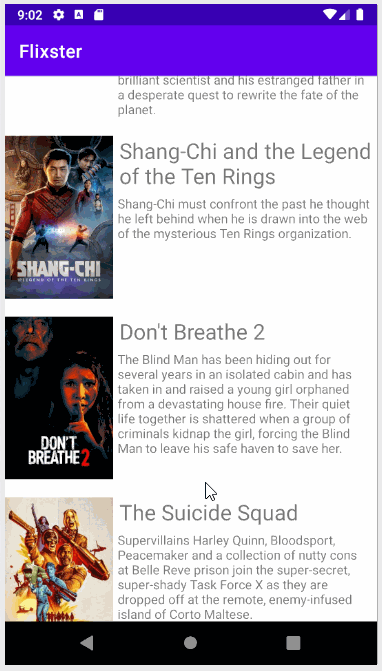 9:02
Flixster
brilliant scientist and his estranged father in
a desperate quest to rewrite the fate of the
planet.
Shang-Chi and the Legend
of the Ten Rings
Shang-Chi must confront the past he thought
he left behind when he is drawn into the web
of the mysterious Ten Rings organization.
SHANG-CHI
LEGEND OF THE TEN RINGS
Don't Breathe 2
The Blind Man has been hiding out for
several years in an isolated cabin and has
taken in and raised a young girl orphaned
from a devastating house fire. Their quiet
life together is shattered when a group of
criminals kidnap the girl, forcing the Blind
Man to leave his safe haven to save her.
DON'T
BREATHE 2
The Suicide Squad
Supervillains Harley Quinn, Bloodsport,
Peacemaker and a collection of nutty cons
at Belle Reve prison join the super-secret,
super-shady Task Force X as they are
dropped off at the remote, enemy-infused
island of Corto Maltese.